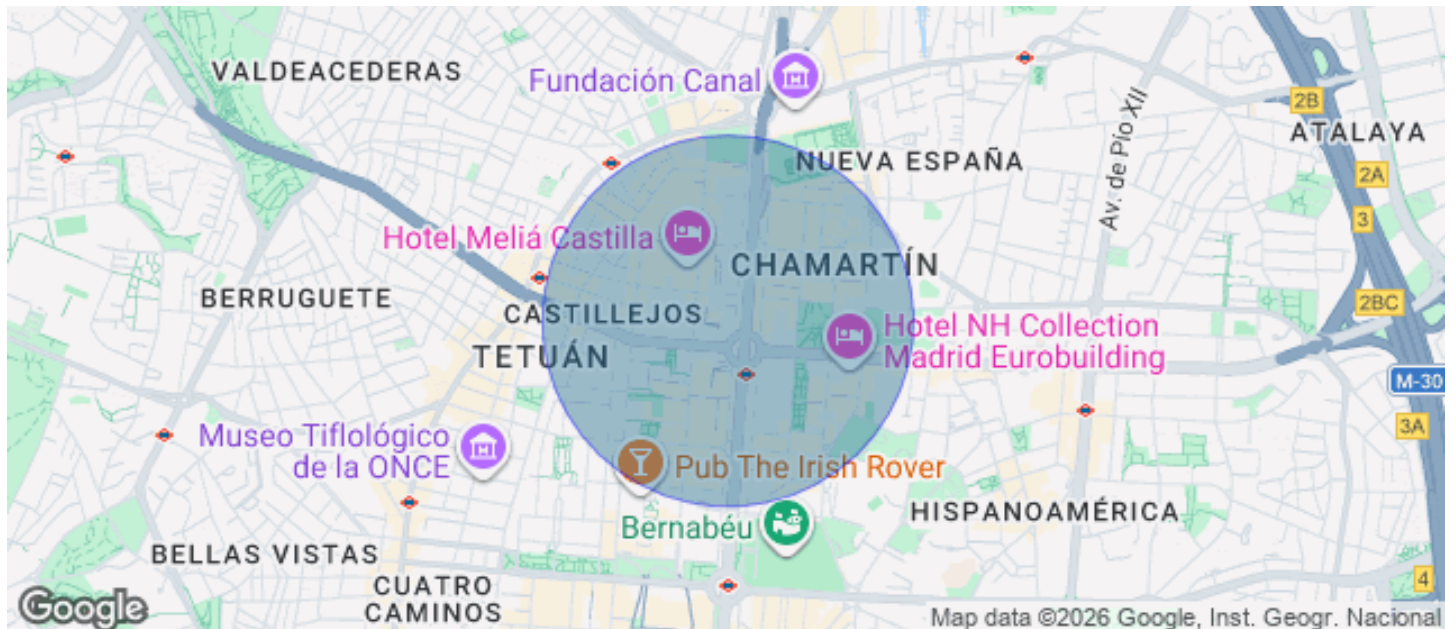 VALDEACEDERAS
Fundación Canal
Av. de Pío XII
2B
ATALAYA
NUEVA ESPAÑA
2A
3
Hotel Meliá Castilla
CHAMARTÍN
BERRUGUETE
CASTILLEJOS
2BC
TETUÁN
Hotel NH Collection
Madrid Eurobuilding
M-30
3A
Museo Tiflológico
de la ONCE
Pub The Irish Rover
Bernabéu
HISPANOAMÉRICA
BELLAS VISTAS
CUATRO
CAMINOS
4
Google
Map data ©2026 Google, Inst. Geogr. Nacional